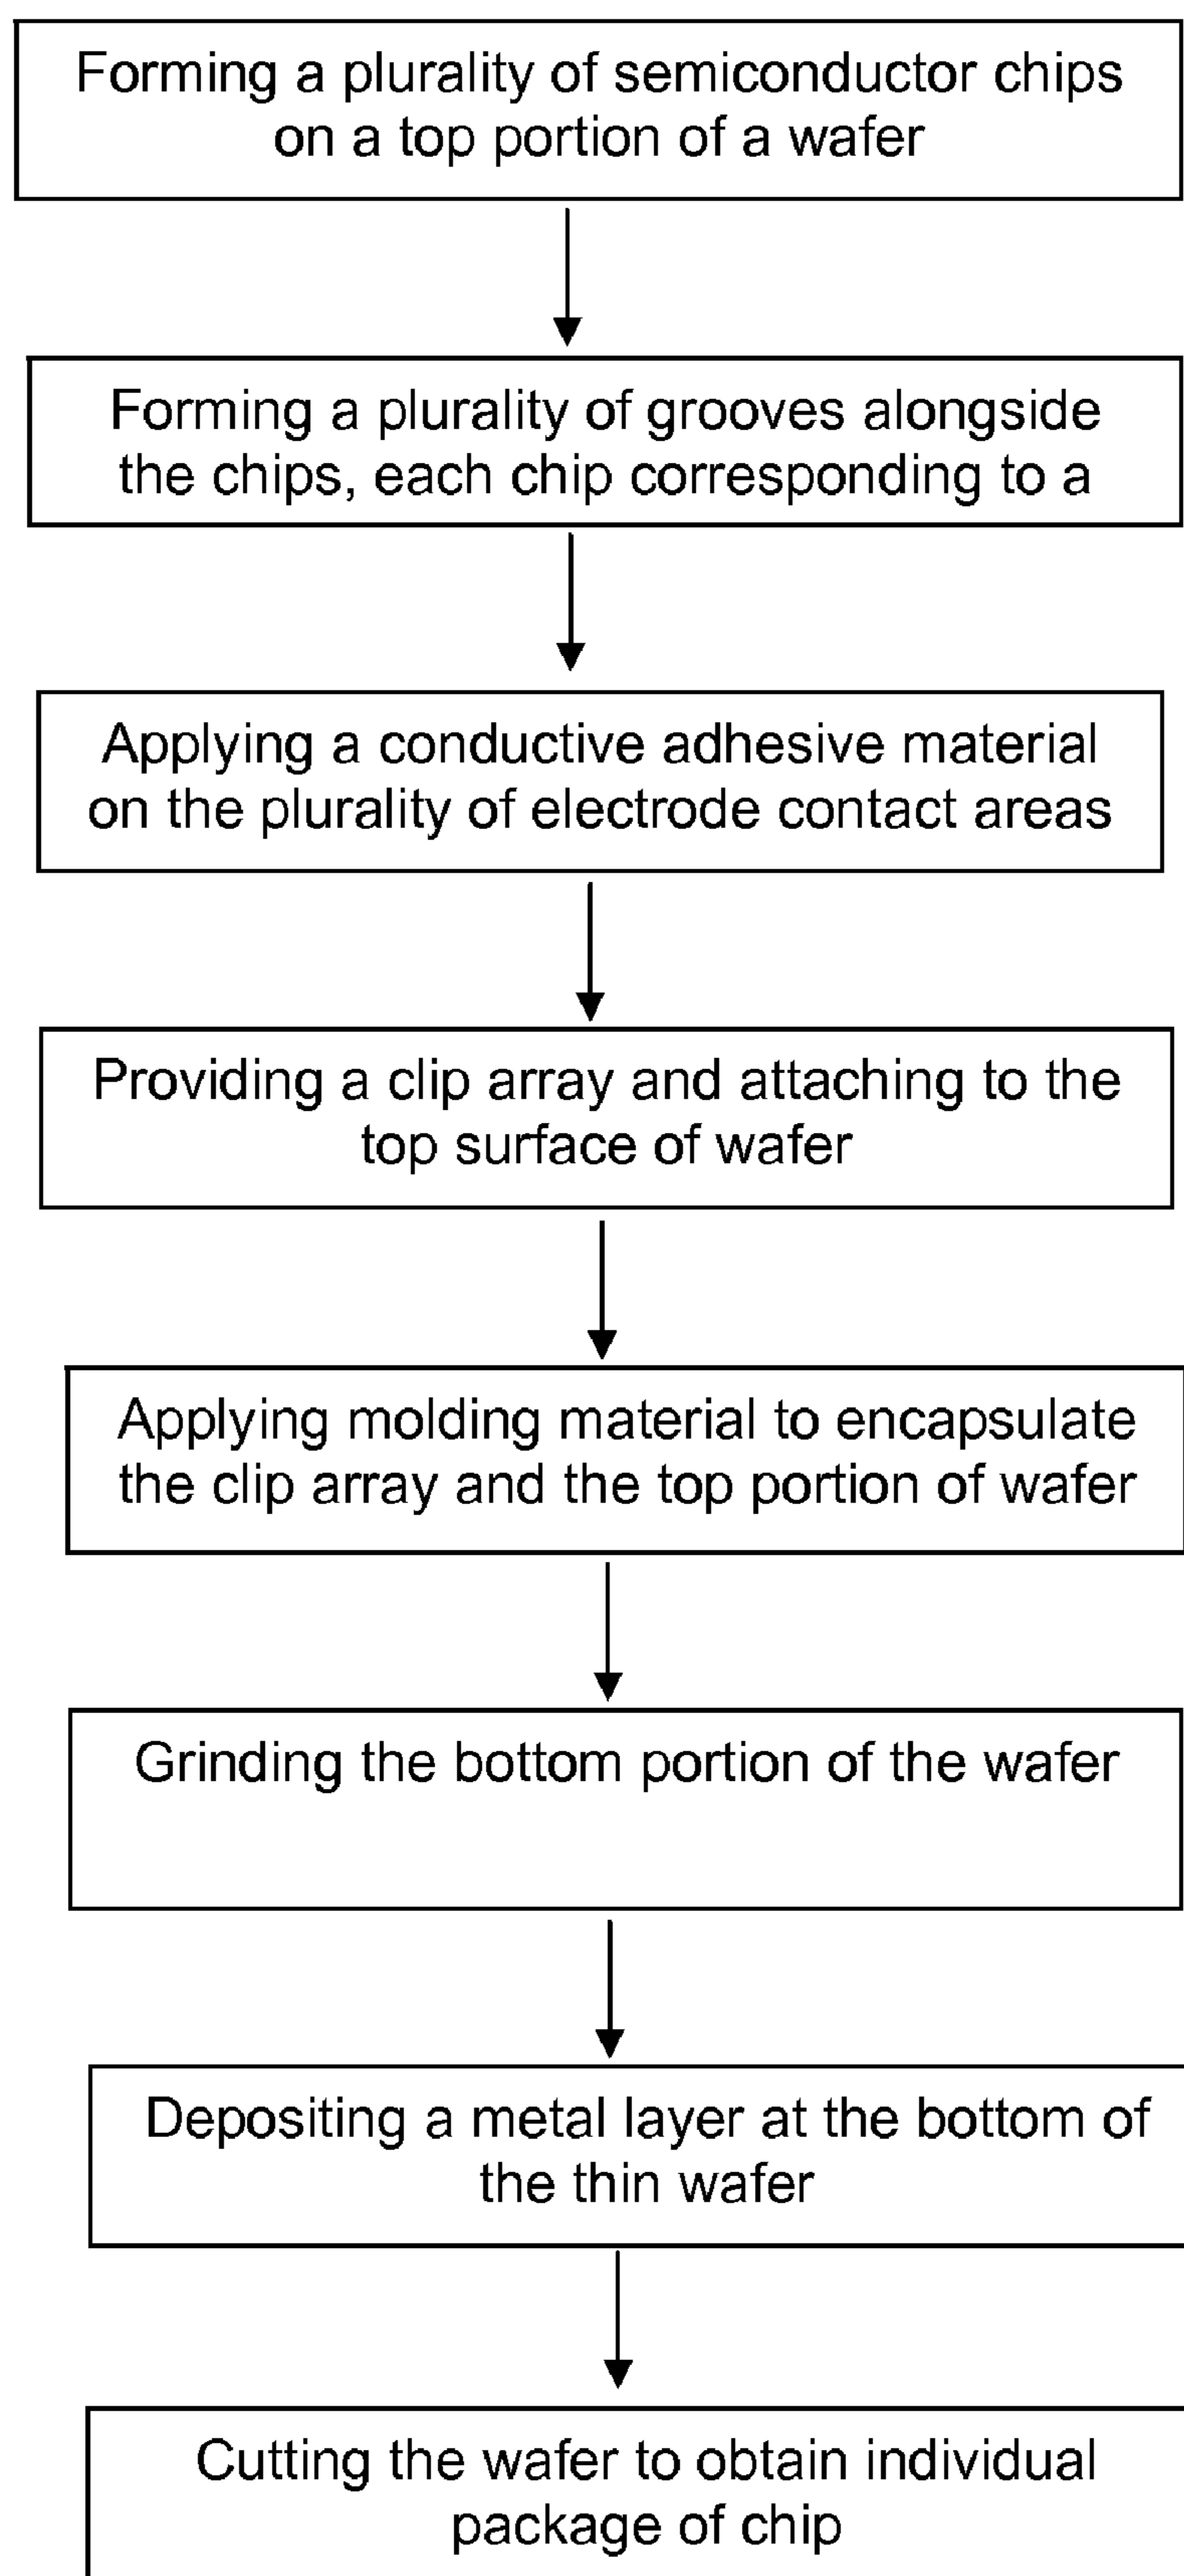 Forming a plurality of semiconductor chips
on a top portion of a wafer
Forming a plurality of grooves alongside
the chips, each chip corresponding to a
Applying a conductive adhesive material
on the plurality of electrode contact areas
Providing a clip array and attaching to the
top surface of wafer
Applying molding material to encapsulate
the clip array and the top portion of wafer
Grinding the bottom portion of the wafer
Depositing a metal layer at the bottom of
the thin wafer
Cutting the wafer to obtain individual
package of chip